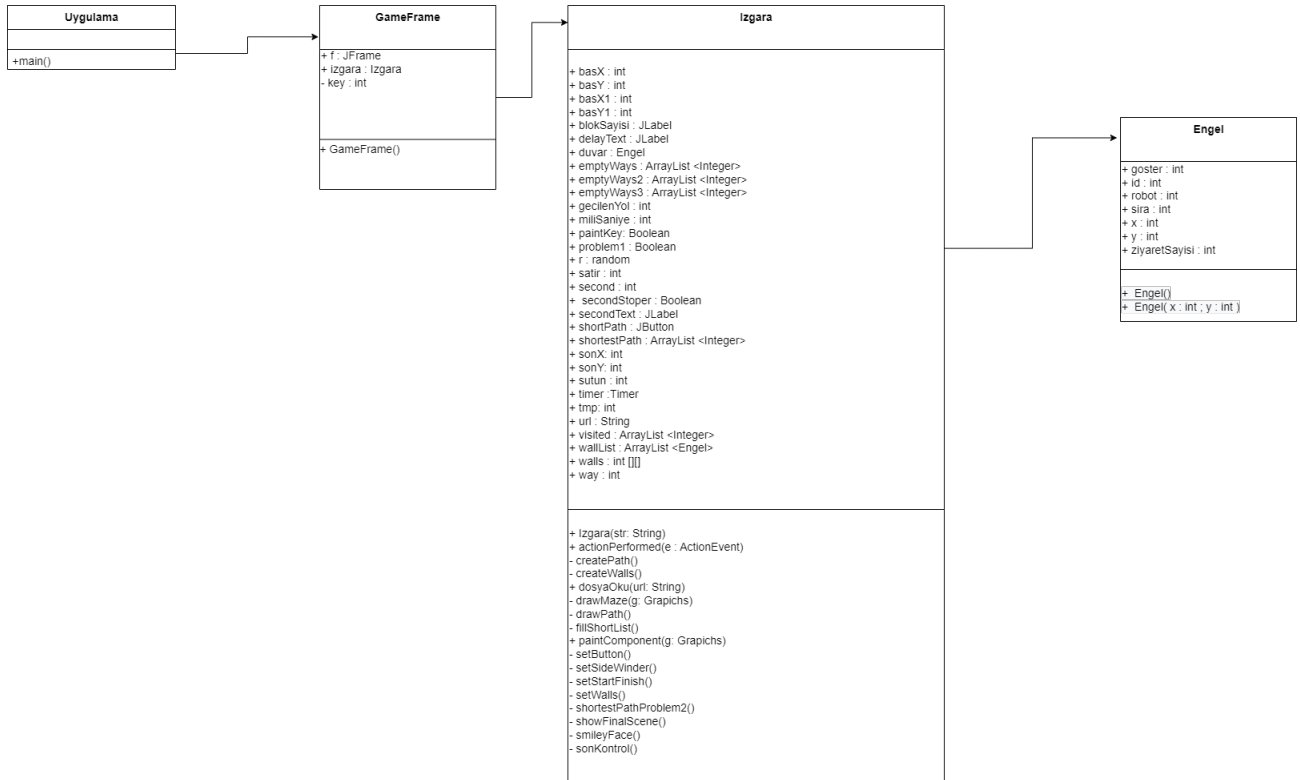 Uygulama
+main()
GameFrame
+ f : JFrame
+ izgara : Izgara
- key : int
+ GameFrame()
Izgara
+ basX : int
+ basY : int
+ basX1 : int
+ basY1 : int
+ blokSayisi : JLabel
+ delayText : JLabel
+ duvar : Engel
+ emptyWays : ArrayList <Integer>
+ emptyWays2 : ArrayList <Integer>
+ emptyWays3 : ArrayList <Integer>
+ gecilenYol : int
+ miliSaniye : int
+ paintKey: Boolean
+ problem1 : Boolean
+ r : random
+ satir : int
+ second : int
+ secondStoper : Boolean
+ secondText : JLabel
+ shortPath : JButton
+ shortestPath : ArrayList <Integer>
+ sonX: int
+ sonY: int
+ sutun : int
+ timer :Timer
+ tmp: int
+ url : String
+ visited : ArrayList <Integer>
+ wallList : ArrayList <Engel>
+ walls : int [][]
+ way : int
+ Izgara(str: String)
+ actionPerformed(e : ActionEvent)
- createPath()
- createWalls()
+ dosyaOku(url: String)
- drawMaze(g: Grapichs)
- drawPath()
- fillShortList()
+ paintComponent(g: Grapichs)
- setButton()
- setSideWinder()
- setStartFinish()
- setWalls()
- shortestPathProblem2()
- showFinalScene()
- smileyFace()
- sonKontrol()
Engel
+ goster : int
+ id : int
+ robot : int
+ sira : int
+ x : int
+ y : int
+ ziyaretSayisi : int
+ Engel()
+ Engel( x : int ; y : int )